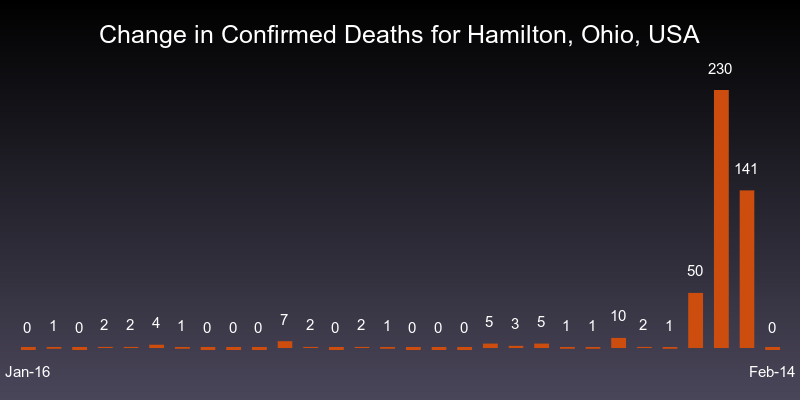 Change in Confirmed Deaths for Hamilton, Ohio, USA
230
141
50
0 1 0 2 2 4 1 0 0 0 7 2 0 2 1 0 0 0 5 3 5 1 1 10 2 1 0
Jan-16 Feb-14